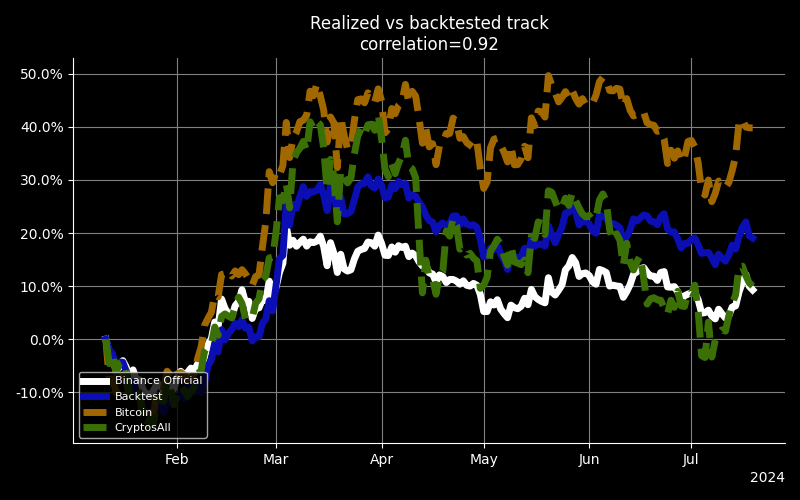 Realized vs backtested track
correlation=0.92
50.0%
40.0%
30.0%
20.0%
10.0%
0.0%
-10.0%
Binance Official
Backtest
Bitcoin
CryptosAll
Feb
Mar
Apr
May
Jun
Jul
2024